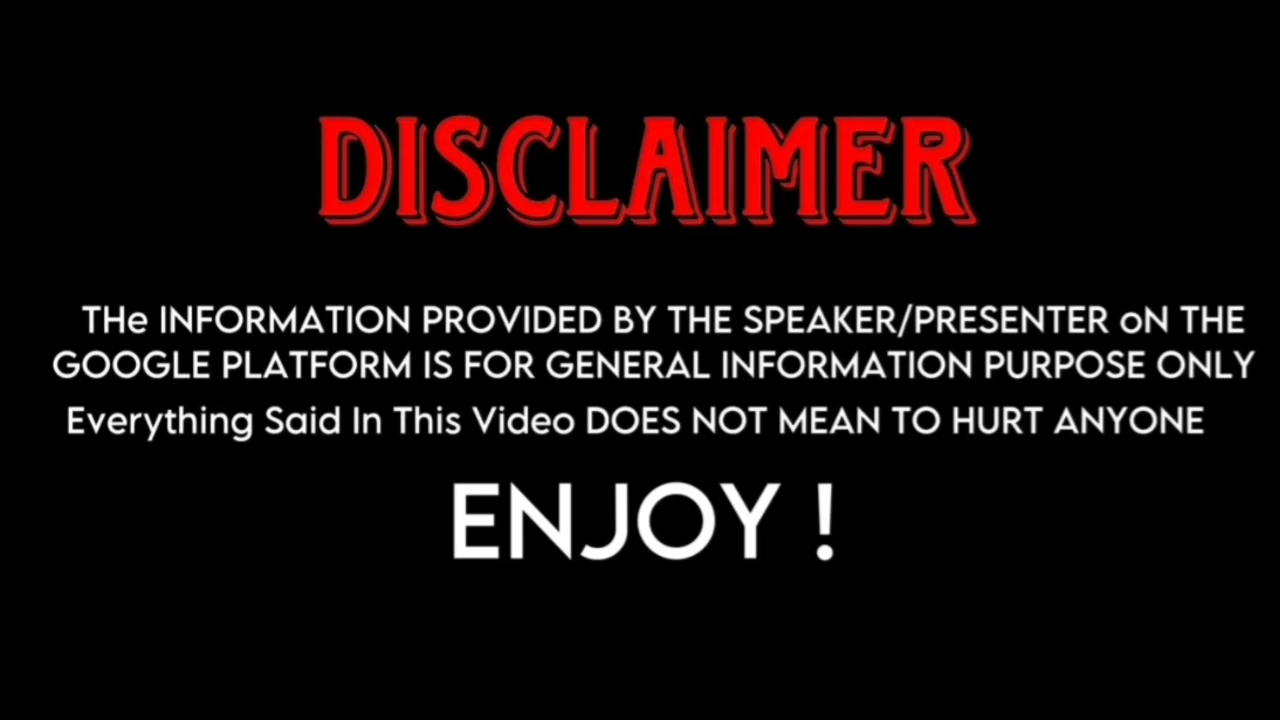 DISCLAIMER
THe INFORMATION PROVIDED BY THE SPEAKER/PRESENTER oN THE
GOOGLE PLATFORM IS FOR GENERAL INFORMATION PURPOSE ONLY
Everything Said In This Video DOES NOT MEAN TO HURT ANYONE
ENJOY !